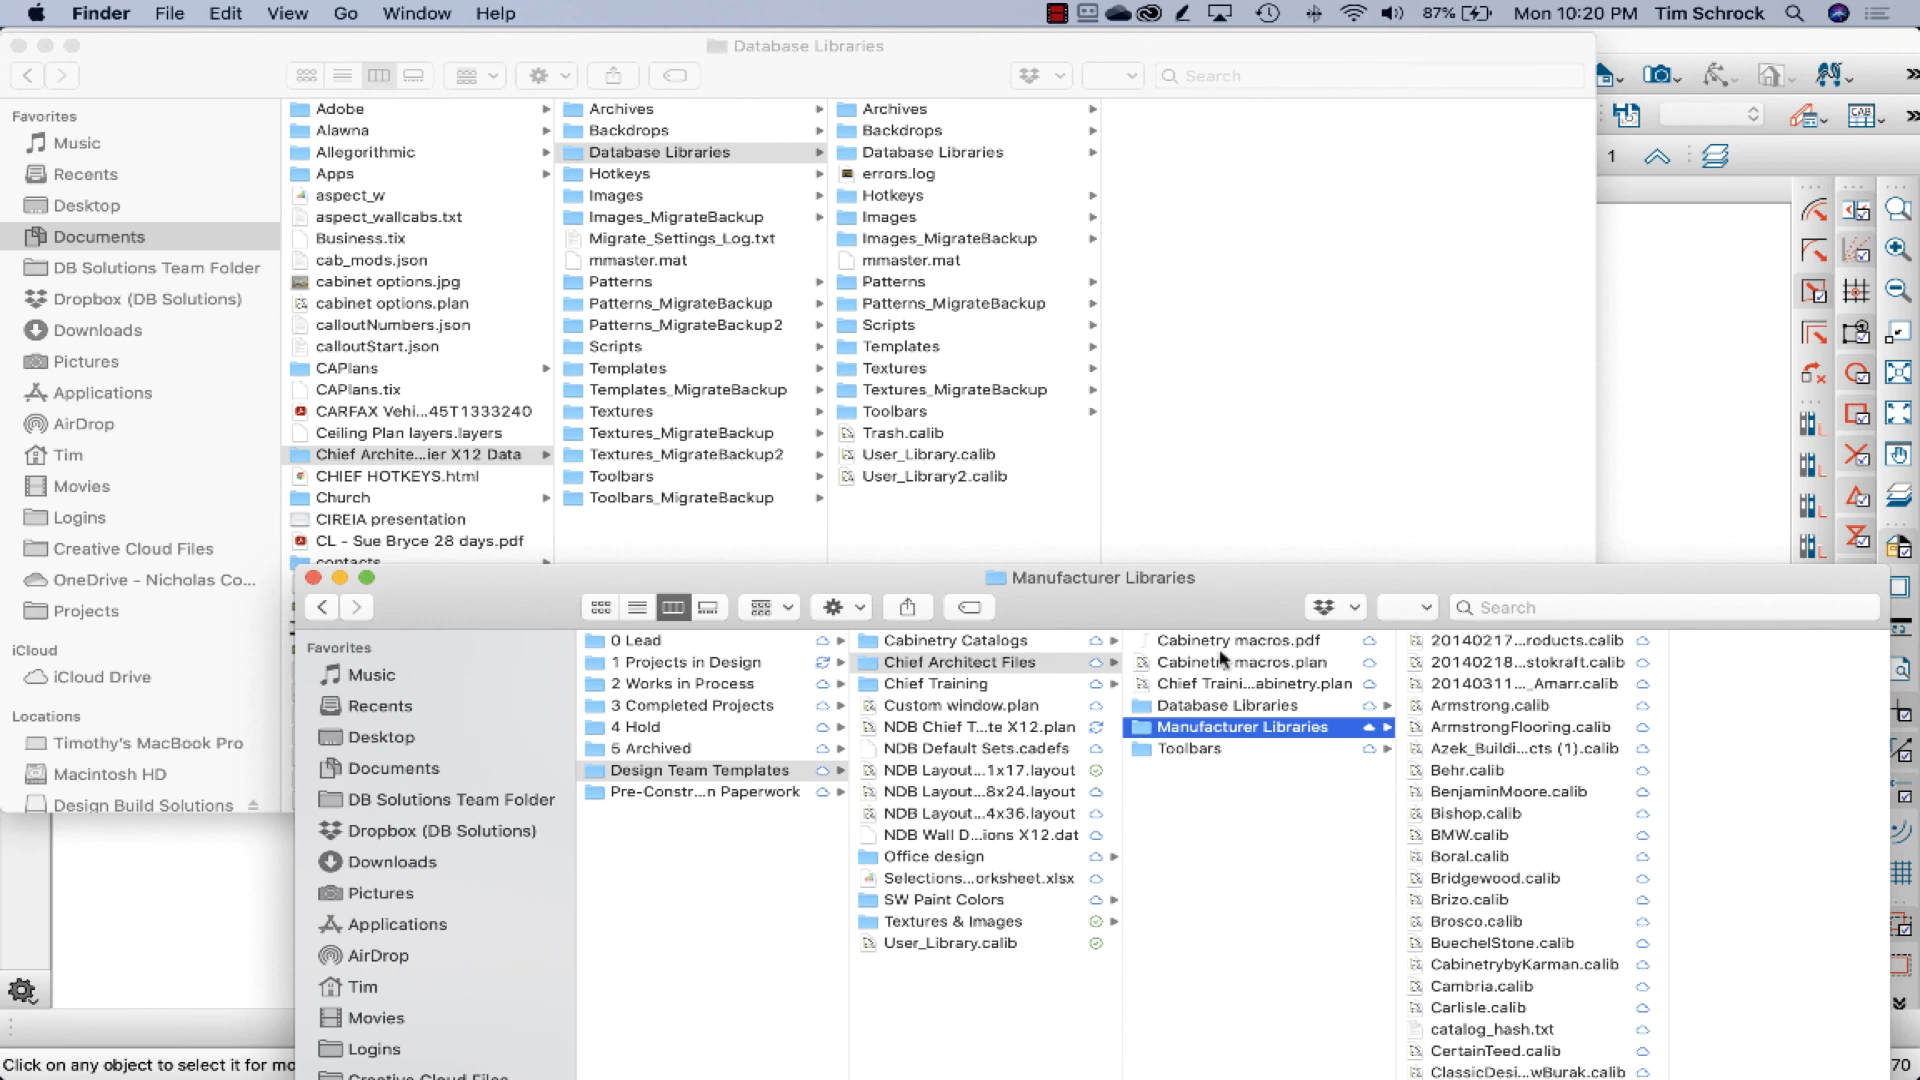 Finder File Edit View Go Window Help 87% Mon 10:20 PM Tim Schrock
Database Libraries
Search
Favorites
Music
Recents
Desktop
Documents
DB Solutions Team Folder
Dropbox (DB Solutions)
Downloads
Pictures
Applications
AirDrop
Tim
Movies
Logins
Creative Cloud Files
OneDrive - Nicholas Co...
Projects
iCloud
iCloud Drive
Locations
Timothy's MacBook Pro
Macintosh HD
Design Build Solutions
Adobe
Alawna
Allegorithmic
Apps
aspect_w
aspect_wallcabs.txt
Business.tix
cab_mods.json
cabinet options.jpg
cabinet options.plan
calloutNumbers.json
calloutStart.json
CAPlans
CAPlans.tix
CARFAX Vehi...45T1333240
Ceiling Plan layers.layers
Chief Archite...ier X12 Data
CHIEF HOTKEYS.html
Church
CIREIA presentation
CL - Sue Bryce 28 days.pdf
contacts
Archives
Backdrops
Database Libraries
Hotkeys
Images
Images_MigrateBackup
Migrate_Settings_Log.txt
mmaster.mat
Patterns
Patterns_MigrateBackup
Patterns_MigrateBackup2
Scripts
Templates
Templates_MigrateBackup
Textures
Textures_MigrateBackup
Textures_MigrateBackup2
Toolbars
Toolbars_MigrateBackup
Archives
Backdrops
Database Libraries
errors.log
Hotkeys
Images
Images_MigrateBackup
mmaster.mat
Patterns
Patterns_MigrateBackup
Scripts
Templates
Textures
Textures_MigrateBackup
Toolbars
Trash.calib
User_Library.calib
User_Library2.calib
CAB
1
Manufacturer Libraries
Search
Favorites
Music
Recents
Desktop
Documents
DB Solutions Team Folder
Dropbox (DB Solutions)
Downloads
Pictures
Applications
AirDrop
Tim
Movies
Logins
Creative Cloud Files
0 Lead
1 Projects in Design
2 Works in Process
3 Completed Projects
4 Hold
5 Archived
Design Team Templates
Pre-Constr...n Paperwork
Cabinetry Catalogs
Chief Architect Files
Chief Training
Custom window.plan
NDB Chief T...te X12.plan
NDB Default Sets.cadefs
NDB Layout...1x17.layout
NDB Layout...8x24.layout
NDB Layout...4x36.layout
NDB Wall D...ions X12.dat
Office design
Selections...orksheet.xlsx
SW Paint Colors
Textures & Images
User_Library.calib
Cabinetry macros.pdf
Cabinetry macros.plan
Chief Traini...abinetry.plan
Database Libraries
Manufacturer Libraries
Toolbars
20140217...roducts.calib
20140218...stokraft.calib
20140311..._Amarr.calib
Armstrong.calib
ArmstrongFlooring.calib
Azek_Buildi...cts (1).calib
Behr.calib
BenjaminMoore.calib
Bishop.calib
BMW.calib
Boral.calib
Bridgewood.calib
Brizo.calib
Brosco.calib
BuechelStone.calib
CabinetrybyKarman.calib
Cambria.calib
Carlisle.calib
catalog_hash.txt
CertainTeed.calib
ClassicDesi...wBurak.calib
Click on any object to select it for mo
70